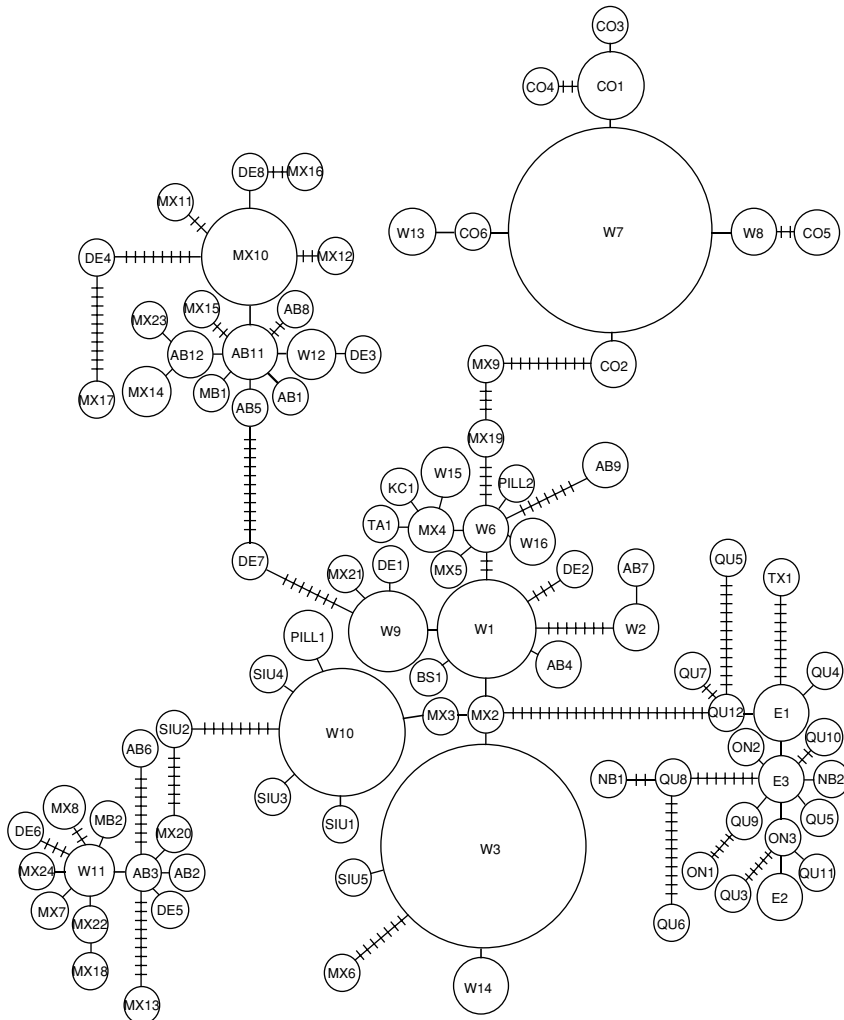 CO3
CO4
CO1
DE8
MX16
MX11
W13
CO6
W7
W8
CO5
DE4
MX10
MX12
MX15
AB8
MX23
AB12
AB11
W12
DE3
MX9
CO2
MX14
MB1
AB1
MX17
AB5
MX19
W15
AB9
KC1
PILL2
TA1
MX4
W6
W16
DE7
MX21
DE1
MX5
DE2
AB7
QU5
TX1
PILL1
W9
W1
W2
SIU4
BS1
AB4
QU7
QU4
SIU2
W10
MX3
MX2
QU12
E1
AB6
ON2
QU10
SIU3
NB1
QU8
E3
NB2
MX8
MB2
SIU1
DE6
MX20
QU9
QU5
W3
ON3
MX24
W11
AB3
AB2
SIU5
ON1
QU11
MX7
DE5
QU3
E2
MX22
QU6
MX18
MX6
W14
MX13